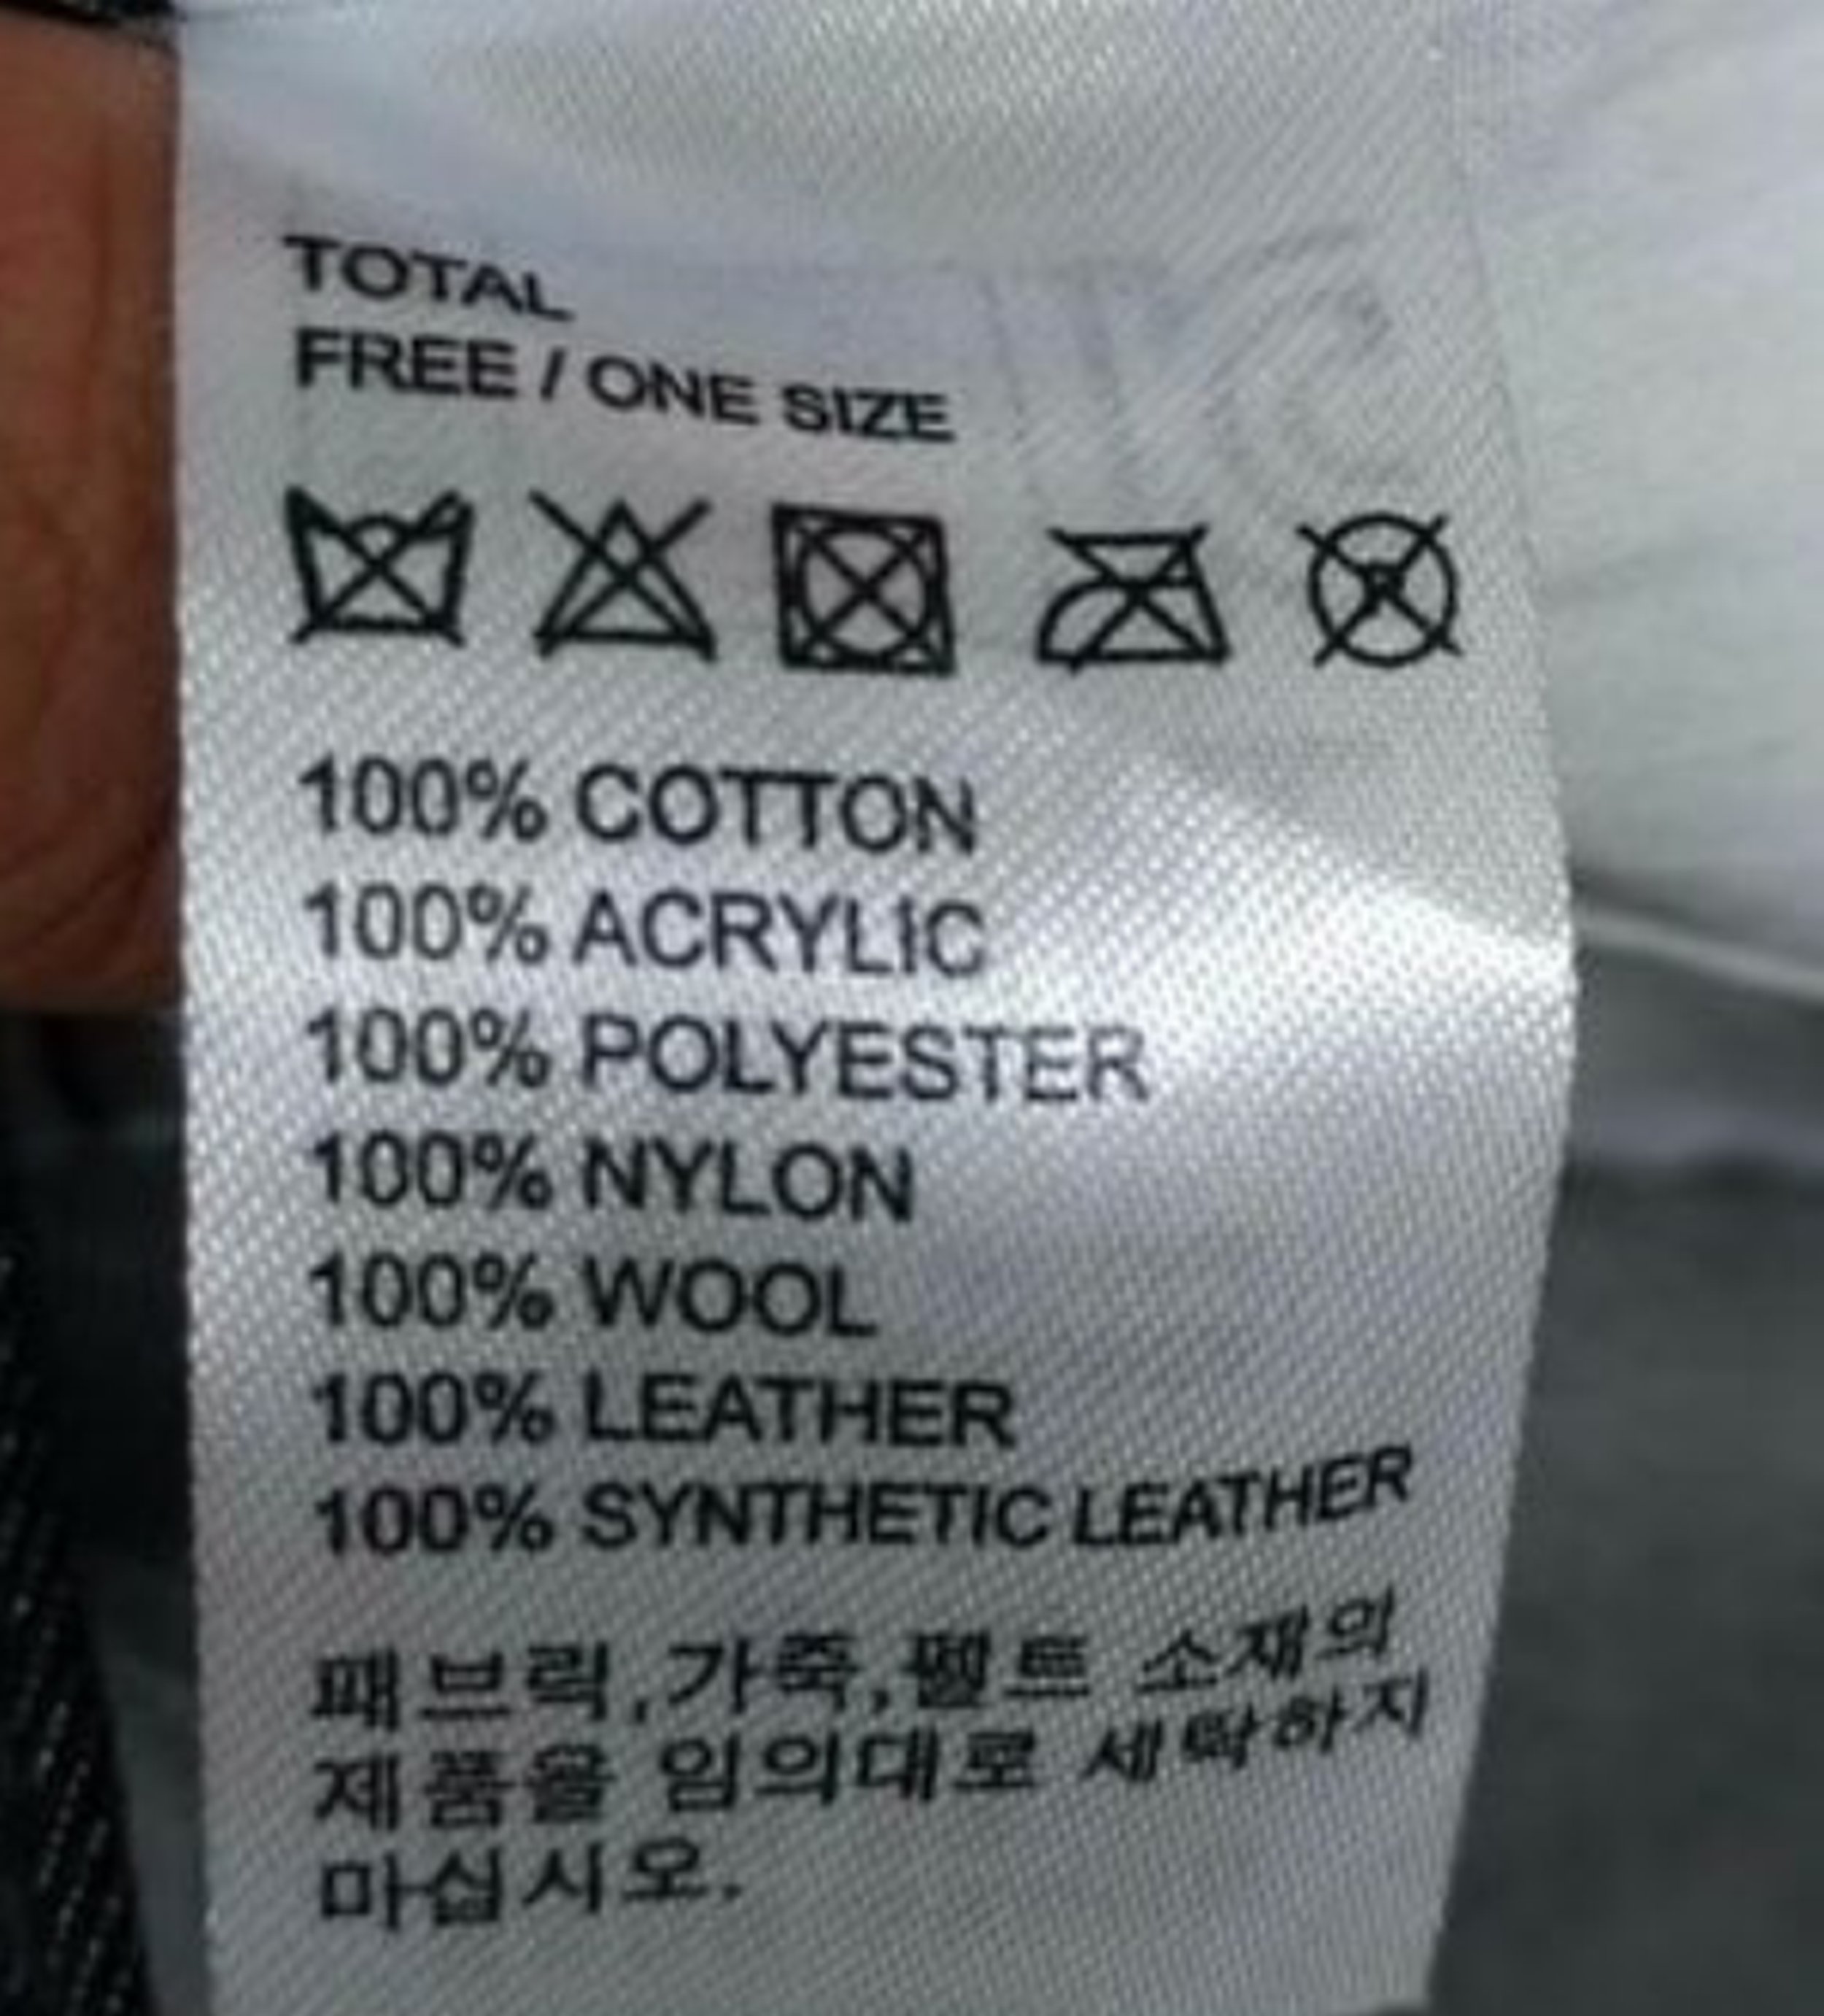 TOTAL
FREE / ONE SIZE
100% COTTON
100% ACRYLIC
100% POLYESTER
100% NYLON
100% WOOL
100% LEATHER
100% SYNTHETIC LEATHER
패브릭,가죽,펠트 소재의
제품을 임의대로 세탁하지
마십시오.